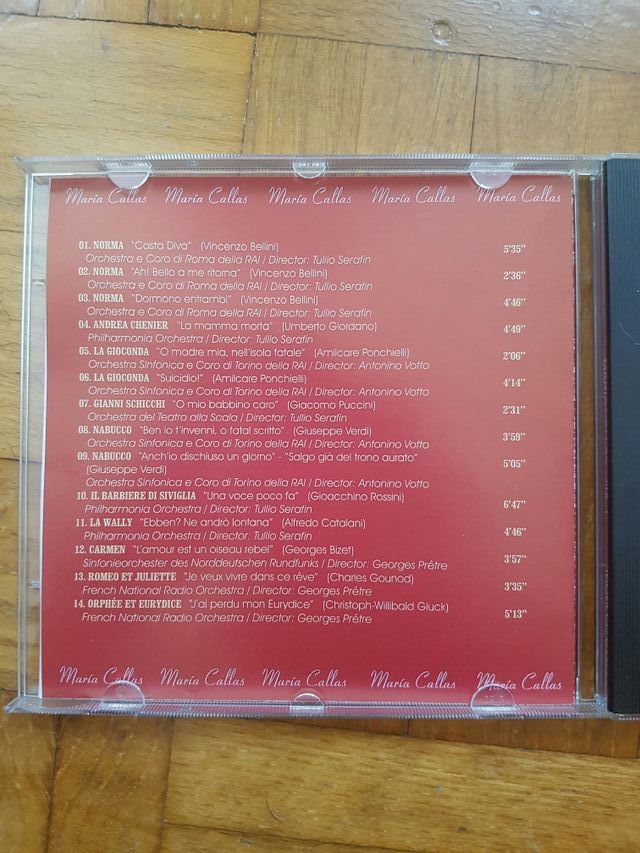 María Callas María Callas María Callas María Callas María Callas
01. NORMA "Casta Diva" (Vincenzo Bellini) 5'35"
Orchestra e Coro di Roma della RAI / Director: Tullio Serafin
02. NORMA "Ah! Bello a me ritorna" (Vincenzo Bellini) 2'36"
Orchestra e Coro di Roma della RAI / Director: Tullio Serafin
03. NORMA "Dormono entrambi" (Vincenzo Bellini) 4'46"
Orchestra e Coro di Roma della RAI / Director: Tullio Serafin
04. ANDREA CHENIER "La mamma morta" (Umberto Giordano) 4'49"
Philharmonia Orchestra / Director: Tullio Serafin
05. LA GIOCONDA "O madre mia, nell'isola fatale" (Amilcare Ponchielli) 2'06"
Orchestra Sinfonica e Coro di Torino della RAI / Director: Antonino Votto
06. LA GIOCONDA "Suicidio!" (Amilcare Ponchielli) 4'14"
Orchestra Sinfonica e Coro di Torino della RAI / Director: Antonino Votto
07. GIANNI SCHICCHI "O mio babbino caro" (Giacomo Puccini) 2'31"
Orchestra del Teatro alla Scala / Director: Tullio Serafin
08. NABUCCO "Ben io t'invenni, o fatal scritto" (Giuseppe Verdi) 3'59"
Orchestra Sinfonica e Coro di Torino della RAI / Director: Antonino Votto
09. NABUCCO "Anch'io dischiuso un giorno" - "Salgo già del trono aurato" 5'05"
(Giuseppe Verdi)
Orchestra Sinfonica e Coro di Torino della RAI / Director: Antonino Votto
10. IL BARBIERE DI SIVIGLIA "Una voce poco fa" (Gioacchino Rossini) 6'47"
Philharmonia Orchestra / Director: Tullio Serafin
11. LA WALLY "Ebben? Ne andrò lontana" (Alfredo Catalani) 4'46"
Philharmonia Orchestra / Director: Tullio Serafin
12. CARMEN "L'amour est un oiseau rebel" (Georges Bizet) 3'57"
Sinfonieorchester des Norddeutschen Rundfunks / Director: Georges Prêtre
13. ROMEO ET JULIETTE "Je veux vivre dans ce rêve" (Charles Gounod) 3'35"
French National Radio Orchestra / Director: Georges Prêtre
14. ORPHÉE ET EURYDICE "J'ai perdu mon Eurydice" (Christoph-Willibald Gluck) 5'13"
French National Radio Orchestra / Director: Georges Prêtre
María Callas María Callas María Callas María Callas María Callas